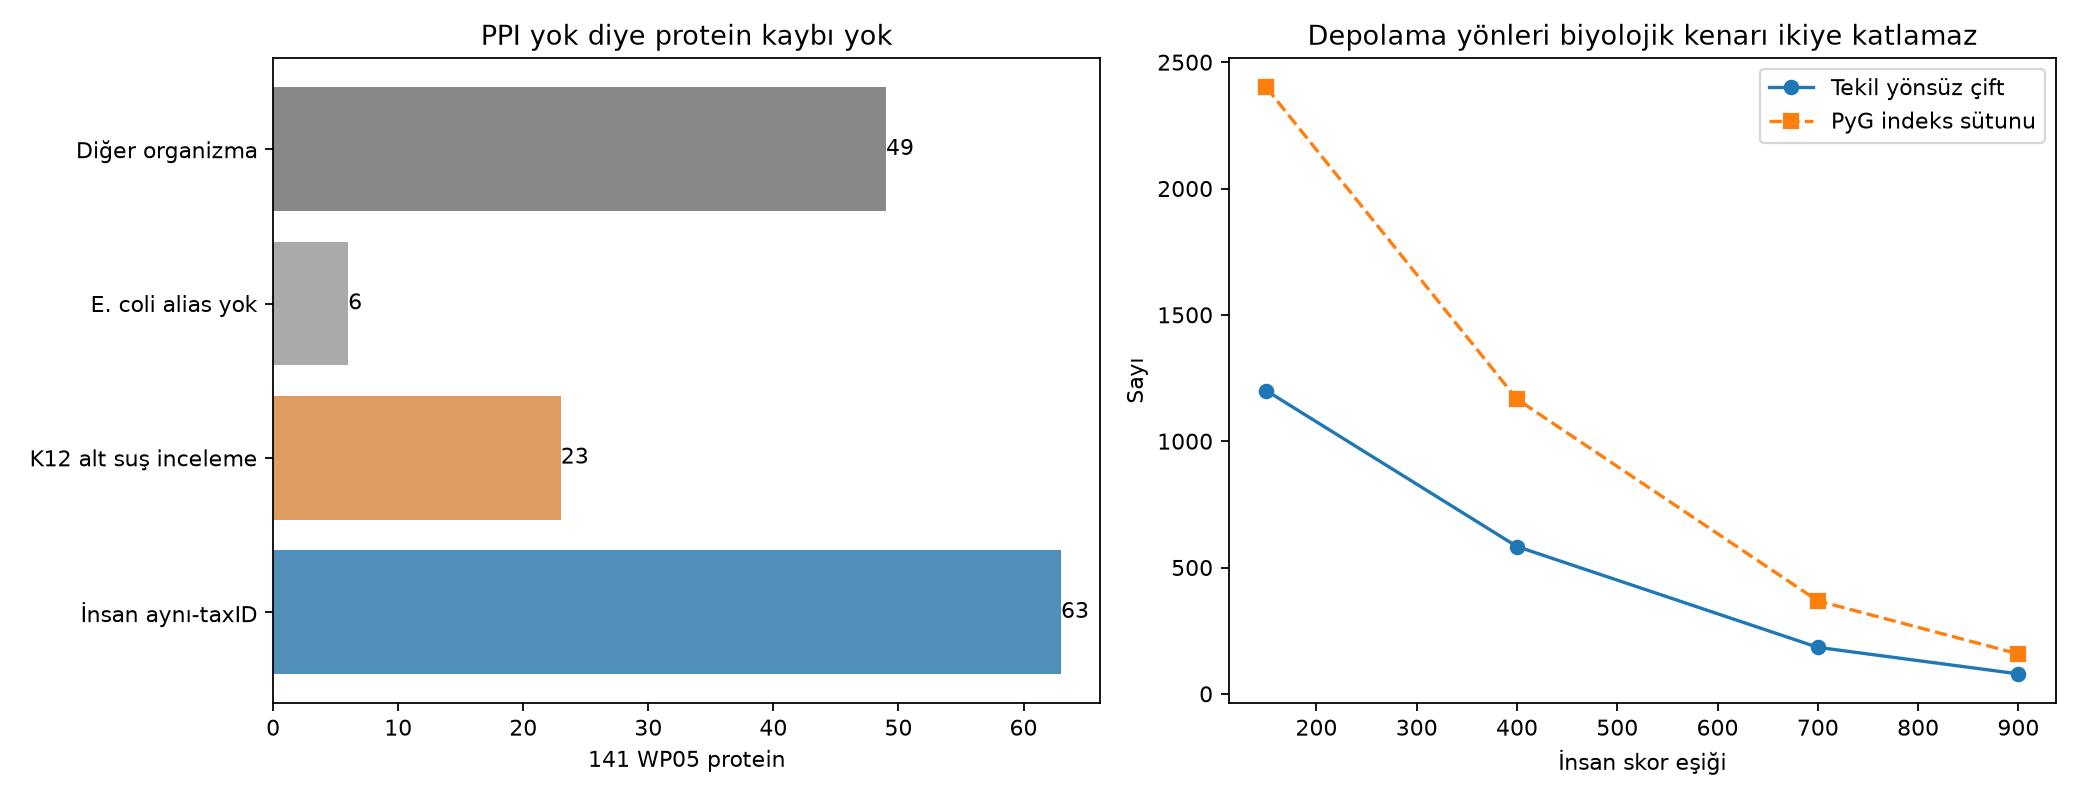 PPI yok diye protein kaybı yok
Diğer organizma
49
E. coli alias yok
6
K12 alt suş inceleme
23
İnsan aynı-taxID
63
0 10 20 30 40 50 60
141 WP05 protein
Depolama yönleri biyolojik kenarı ikiye katlamaz
Tekil yönsüz çift
PyG indeks sütunu
2500
2000
1500
1000
500
0
Sayı
200 300 400 500 600 700 800 900
İnsan skor eşiği